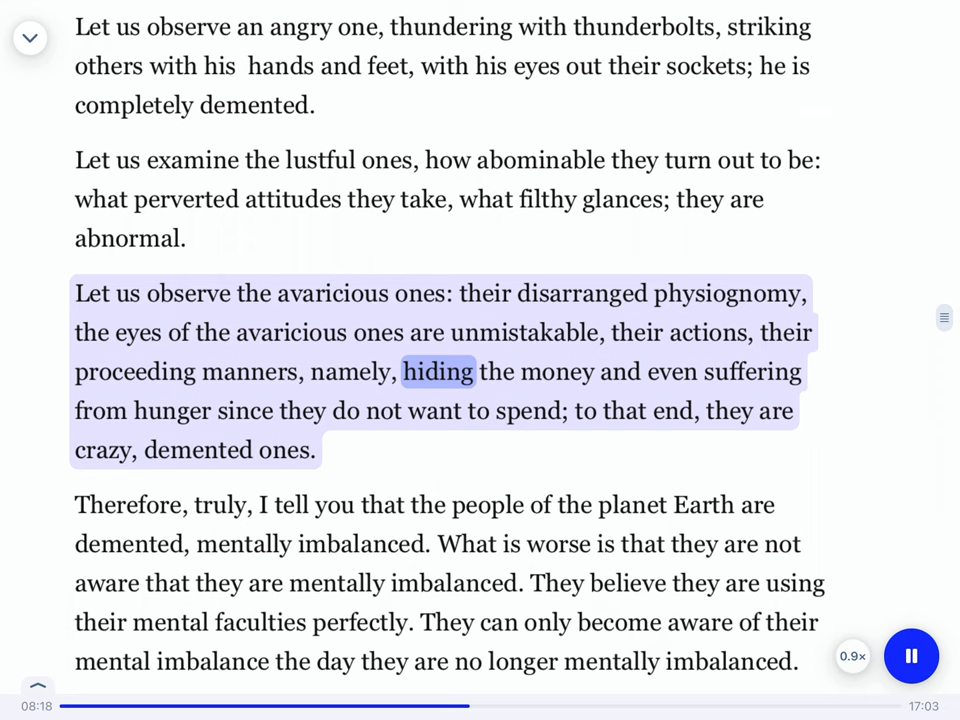 Let us observe an angry one, thundering with thunderbolts, striking
others with his  hands and feet, with his eyes out their sockets; he is
completely demented.
Let us examine the lustful ones, how abominable they turn out to be:
what perverted attitudes they take, what filthy glances; they are
abnormal.
Let us observe the avaricious ones: their disarranged physiognomy,
the eyes of the avaricious ones are unmistakable, their actions, their
proceeding manners, namely, hiding the money and even suffering
from hunger since they do not want to spend; to that end, they are
crazy, demented ones.
Therefore, truly, I tell you that the people of the planet Earth are
demented, mentally imbalanced. What is worse is that they are not
aware that they are mentally imbalanced. They believe they are using
their mental faculties perfectly. They can only become aware of their
mental imbalance the day they are no longer mentally imbalanced.
0.9×
08:18
17:03